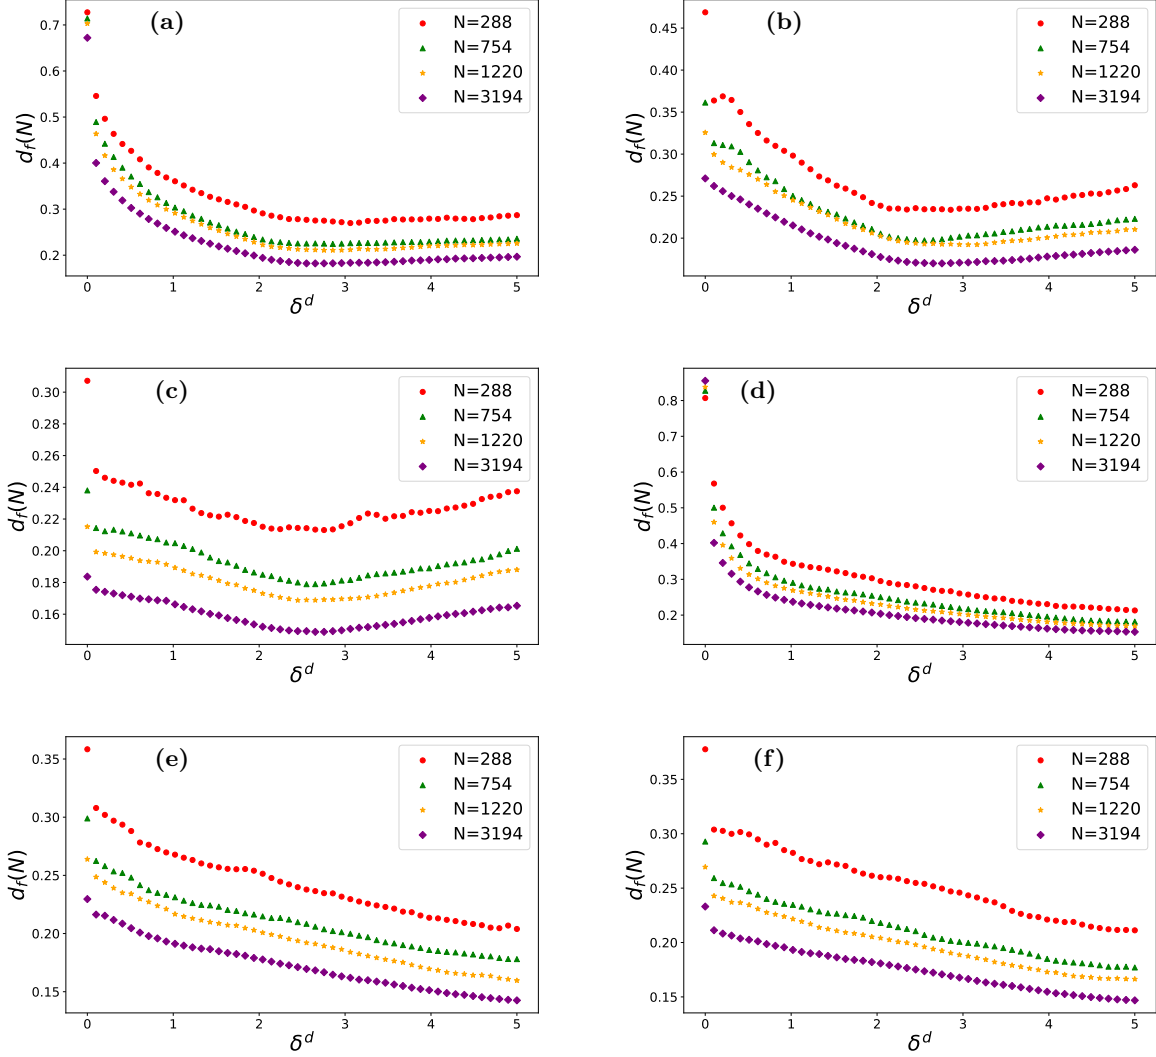 (a)
N=288
N=754
N=1220
N=3194
d_f(N)
0.7
0.6
0.5
0.4
0.3
0.2
0 1 2 3 4 5
δ^d
(b)
N=288
N=754
N=1220
N=3194
d_f(N)
0.45
0.40
0.35
0.30
0.25
0.20
0 1 2 3 4 5
δ^d
(c)
N=288
N=754
N=1220
N=3194
d_f(N)
0.30
0.28
0.26
0.24
0.22
0.20
0.18
0.16
0 1 2 3 4 5
δ^d
(d)
N=288
N=754
N=1220
N=3194
d_f(N)
0.8
0.7
0.6
0.5
0.4
0.3
0.2
0 1 2 3 4 5
δ^d
(e)
N=288
N=754
N=1220
N=3194
d_f(N)
0.35
0.30
0.25
0.20
0.15
0 1 2 3 4 5
δ^d
(f)
N=288
N=754
N=1220
N=3194
d_f(N)
0.35
0.30
0.25
0.20
0.15
0 1 2 3 4 5
δ^d